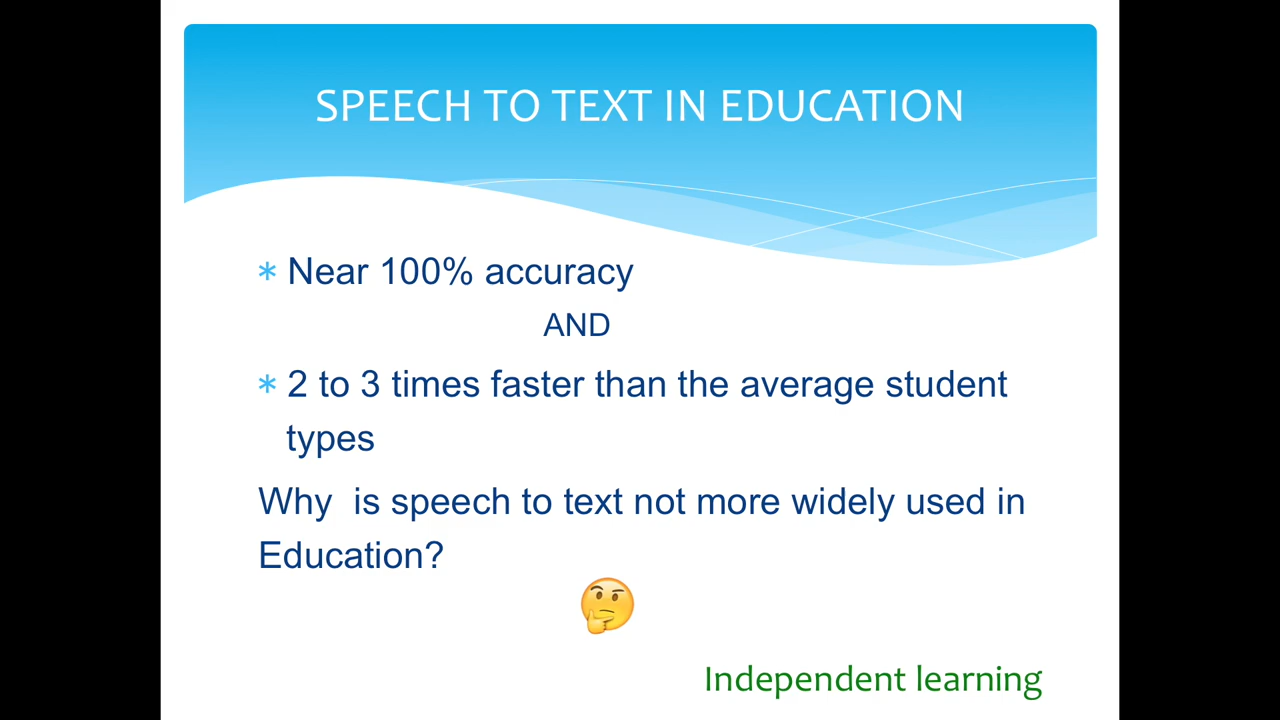 SPEECH TO TEXT IN EDUCATION
* Near 100% accuracy
AND
* 2 to 3 times faster than the average student
types
Why  is speech to text not more widely used in
Education?
Independent learning